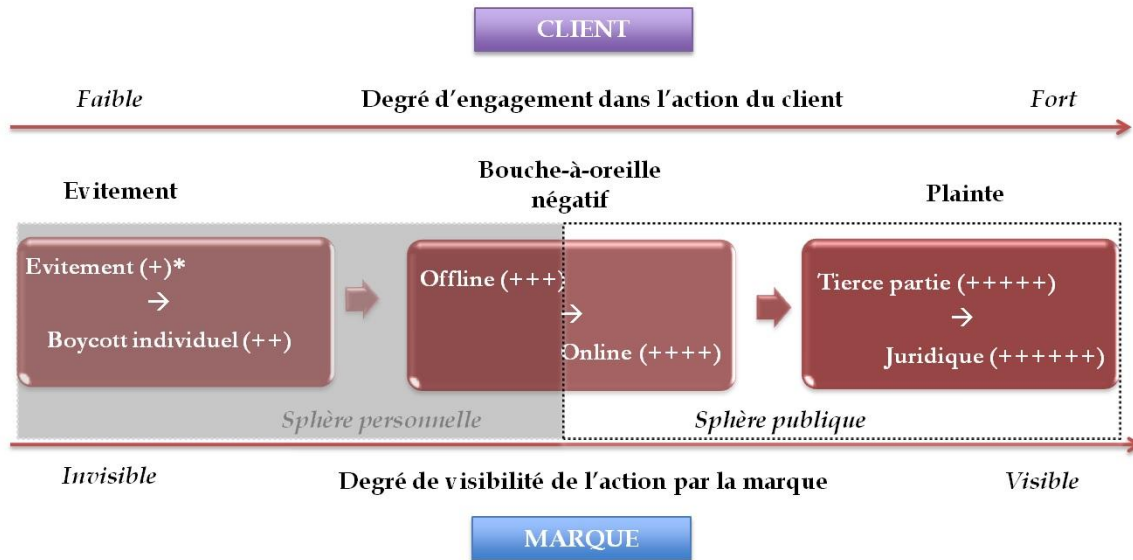 CLIENT
Faible Degré d'engagement dans l'action du client Fort
Evitement
Bouche-à-oreille
négatif
Plainte
Evitement (+)*
→
Boycott individuel (++)
Offline (+++)
→
Online (++++)
Tierce partie (+++++)
→
Juridique (++++++)
Sphère personnelle
Sphère publique
Invisible Degré de visibilité de l'action par la marque Visible
MARQUE